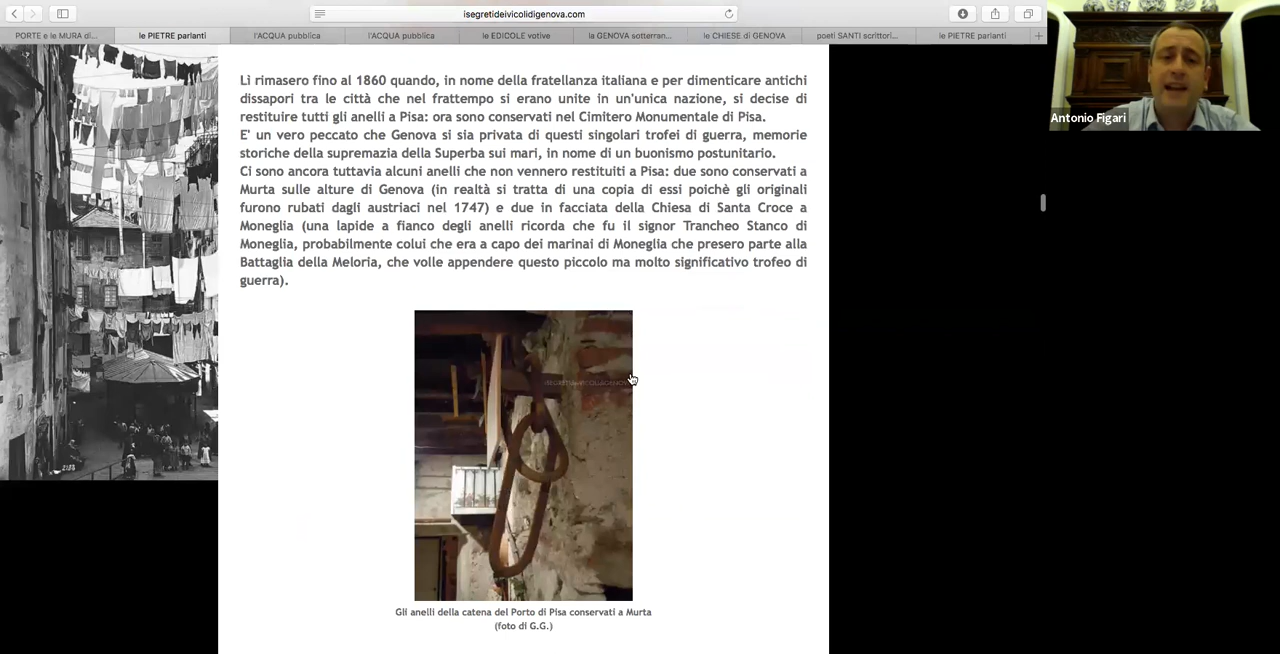 isegretideivicolidigenova.com
PORTE e le MURA di...
le PIETRE parlanti
l'ACQUA pubblica
l'ACQUA pubblica
le EDICOLE votive
la GENOVA sotterran...
le CHIESE di GENOVA
poeti SANTI scrittori...
le PIETRE parlanti
Antonio Figari
Lì rimasero fino al 1860 quando, in nome della fratellanza italiana e per dimenticare antichi
dissapori tra le città che nel frattempo si erano unite in un'unica nazione, si decise di
restituire tutti gli anelli a Pisa: ora sono conservati nel Cimitero Monumentale di Pisa.
E' un vero peccato che Genova si sia privata di questi singolari trofei di guerra, memorie
storiche della supremazia della Superba sui mari, in nome di un buonismo postunitario.
Ci sono ancora tuttavia alcuni anelli che non vennero restituiti a Pisa: due sono conservati a
Murta sulle alture di Genova (in realtà si tratta di una copia di essi poichè gli originali
furono rubati dagli austriaci nel 1747) e due in facciata della Chiesa di Santa Croce a
Moneglia (una lapide a fianco degli anelli ricorda che fu il signor Trancheo Stanco di
Moneglia, probabilmente colui che era a capo dei marinai di Moneglia che presero parte alla
Battaglia della Meloria, che volle appendere questo piccolo ma molto significativo trofeo di
guerra).
Gli anelli della catena del Porto di Pisa conservati a Murta
(foto di G.G.)